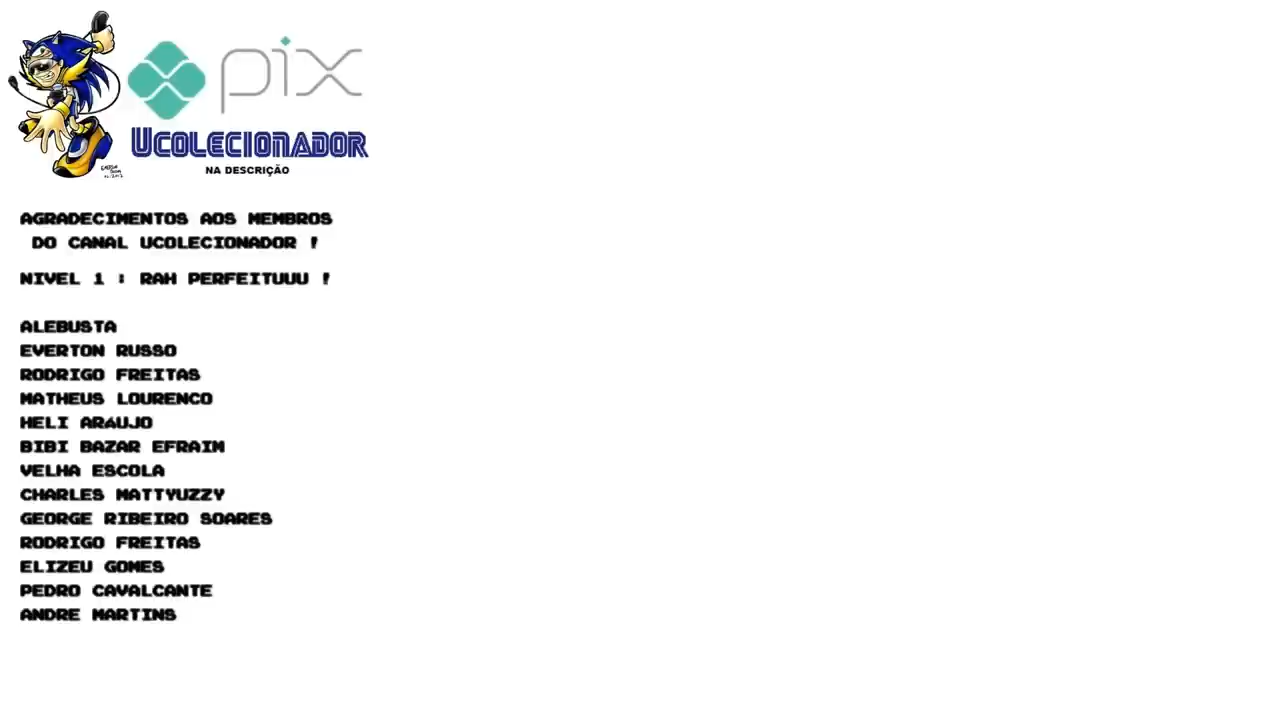 pix
UCOLECIONADOR
NA DESCRIÇÃO
AGRADECIMENTOS AOS MEMBROS
DO CANAL UCOLECIONADOR !
NIVEL 1 : RAH PERFEITUUU !
ALEBUSTA
EVERTON RUSSO
RODRIGO FREITAS
MATHEUS LOURENCO
HELI ARáUJO
BIBI BAZAR EFRAIM
VELHA ESCOLA
CHARLES MATTYUZZY
GEORGE RIBEIRO SOARES
RODRIGO FREITAS
ELIZEU GOMES
PEDRO CAVALCANTE
ANDRE MARTINS